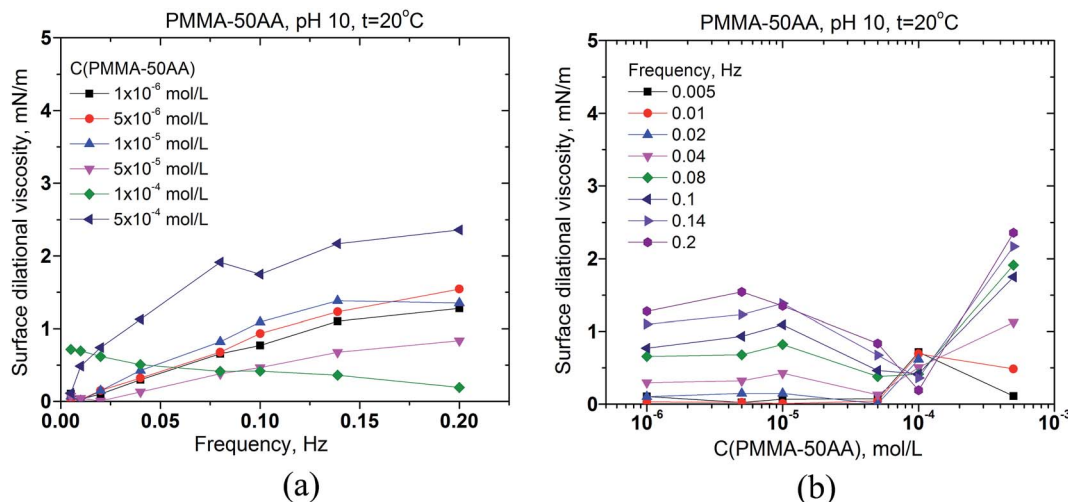 PMMA-50AA, pH 10, t=20°C
Surface dilational viscosity, mN/m
5
4
3
2
1
0
C(PMMA-50AA)
1x10⁻⁶ mol/L
5x10⁻⁶ mol/L
1x10⁻⁵ mol/L
5x10⁻⁵ mol/L
1x10⁻⁴ mol/L
5x10⁻⁴ mol/L
0.00 0.05 0.10 0.15 0.20
Frequency, Hz
(a)
PMMA-50AA, pH 10, t=20°C
Surface dilational viscosity, mN/m
5
4
3
2
1
0
Frequency, Hz
0.005
0.01
0.02
0.04
0.08
0.1
0.14
0.2
10⁻⁶ 10⁻⁵ 10⁻⁴ 10⁻³
C(PMMA-50AA), mol/L
(b)